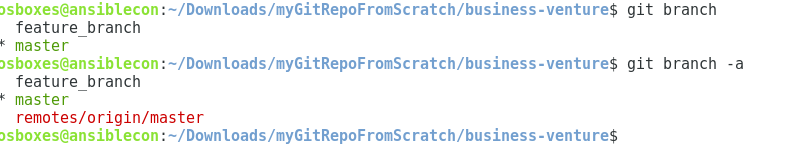 osboxes@ansiblecon:~/Downloads/myGitRepoFromScratch/business-venture$ git branch
feature_branch
* master
osboxes@ansiblecon:~/Downloads/myGitRepoFromScratch/business-venture$ git branch -a
feature_branch
* master
remotes/origin/master
osboxes@ansiblecon:~/Downloads/myGitRepoFromScratch/business-venture$